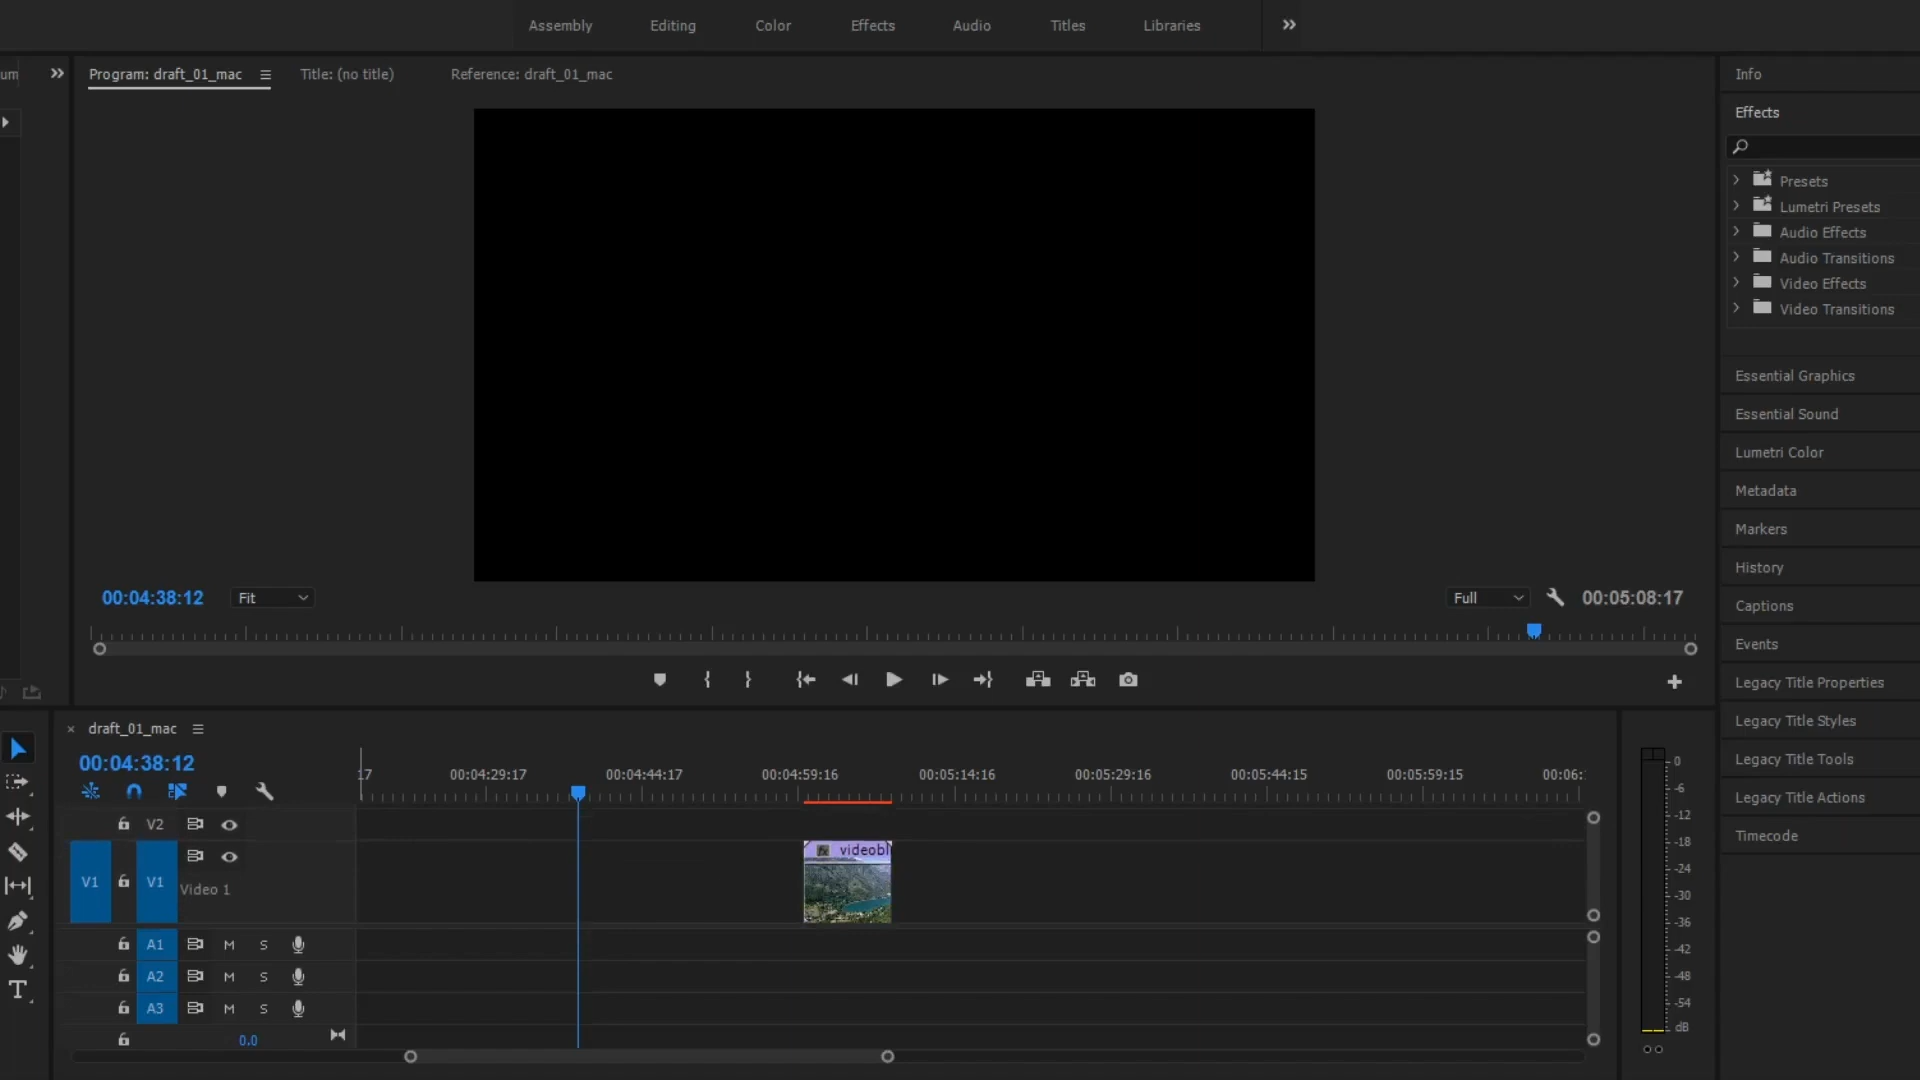 Assembly Editing Color Effects Audio Titles Libraries
um Program: draft_01_mac Title: (no title) Reference: draft_01_mac
Info
Effects
Presets
Lumetri Presets
Audio Effects
Audio Transitions
Video Effects
Video Transitions
Essential Graphics
Essential Sound
Lumetri Color
Metadata
Markers
History
Captions
Events
Legacy Title Properties
Legacy Title Styles
Legacy Title Tools
Legacy Title Actions
Timecode
00:04:38:12 Fit Full 00:05:08:17
draft_01_mac
00:04:38:12
17 00:04:29:17 00:04:44:17 00:04:59:16 00:05:14:16 00:05:29:16 00:05:44:15 00:05:59:15 00:06:
V2
V1 V1 Video 1
videobl
A1 M S
A2 M S
A3 M S
0.0
0
-6
-12
-18
-24
-30
-36
-42
-48
-54
dB